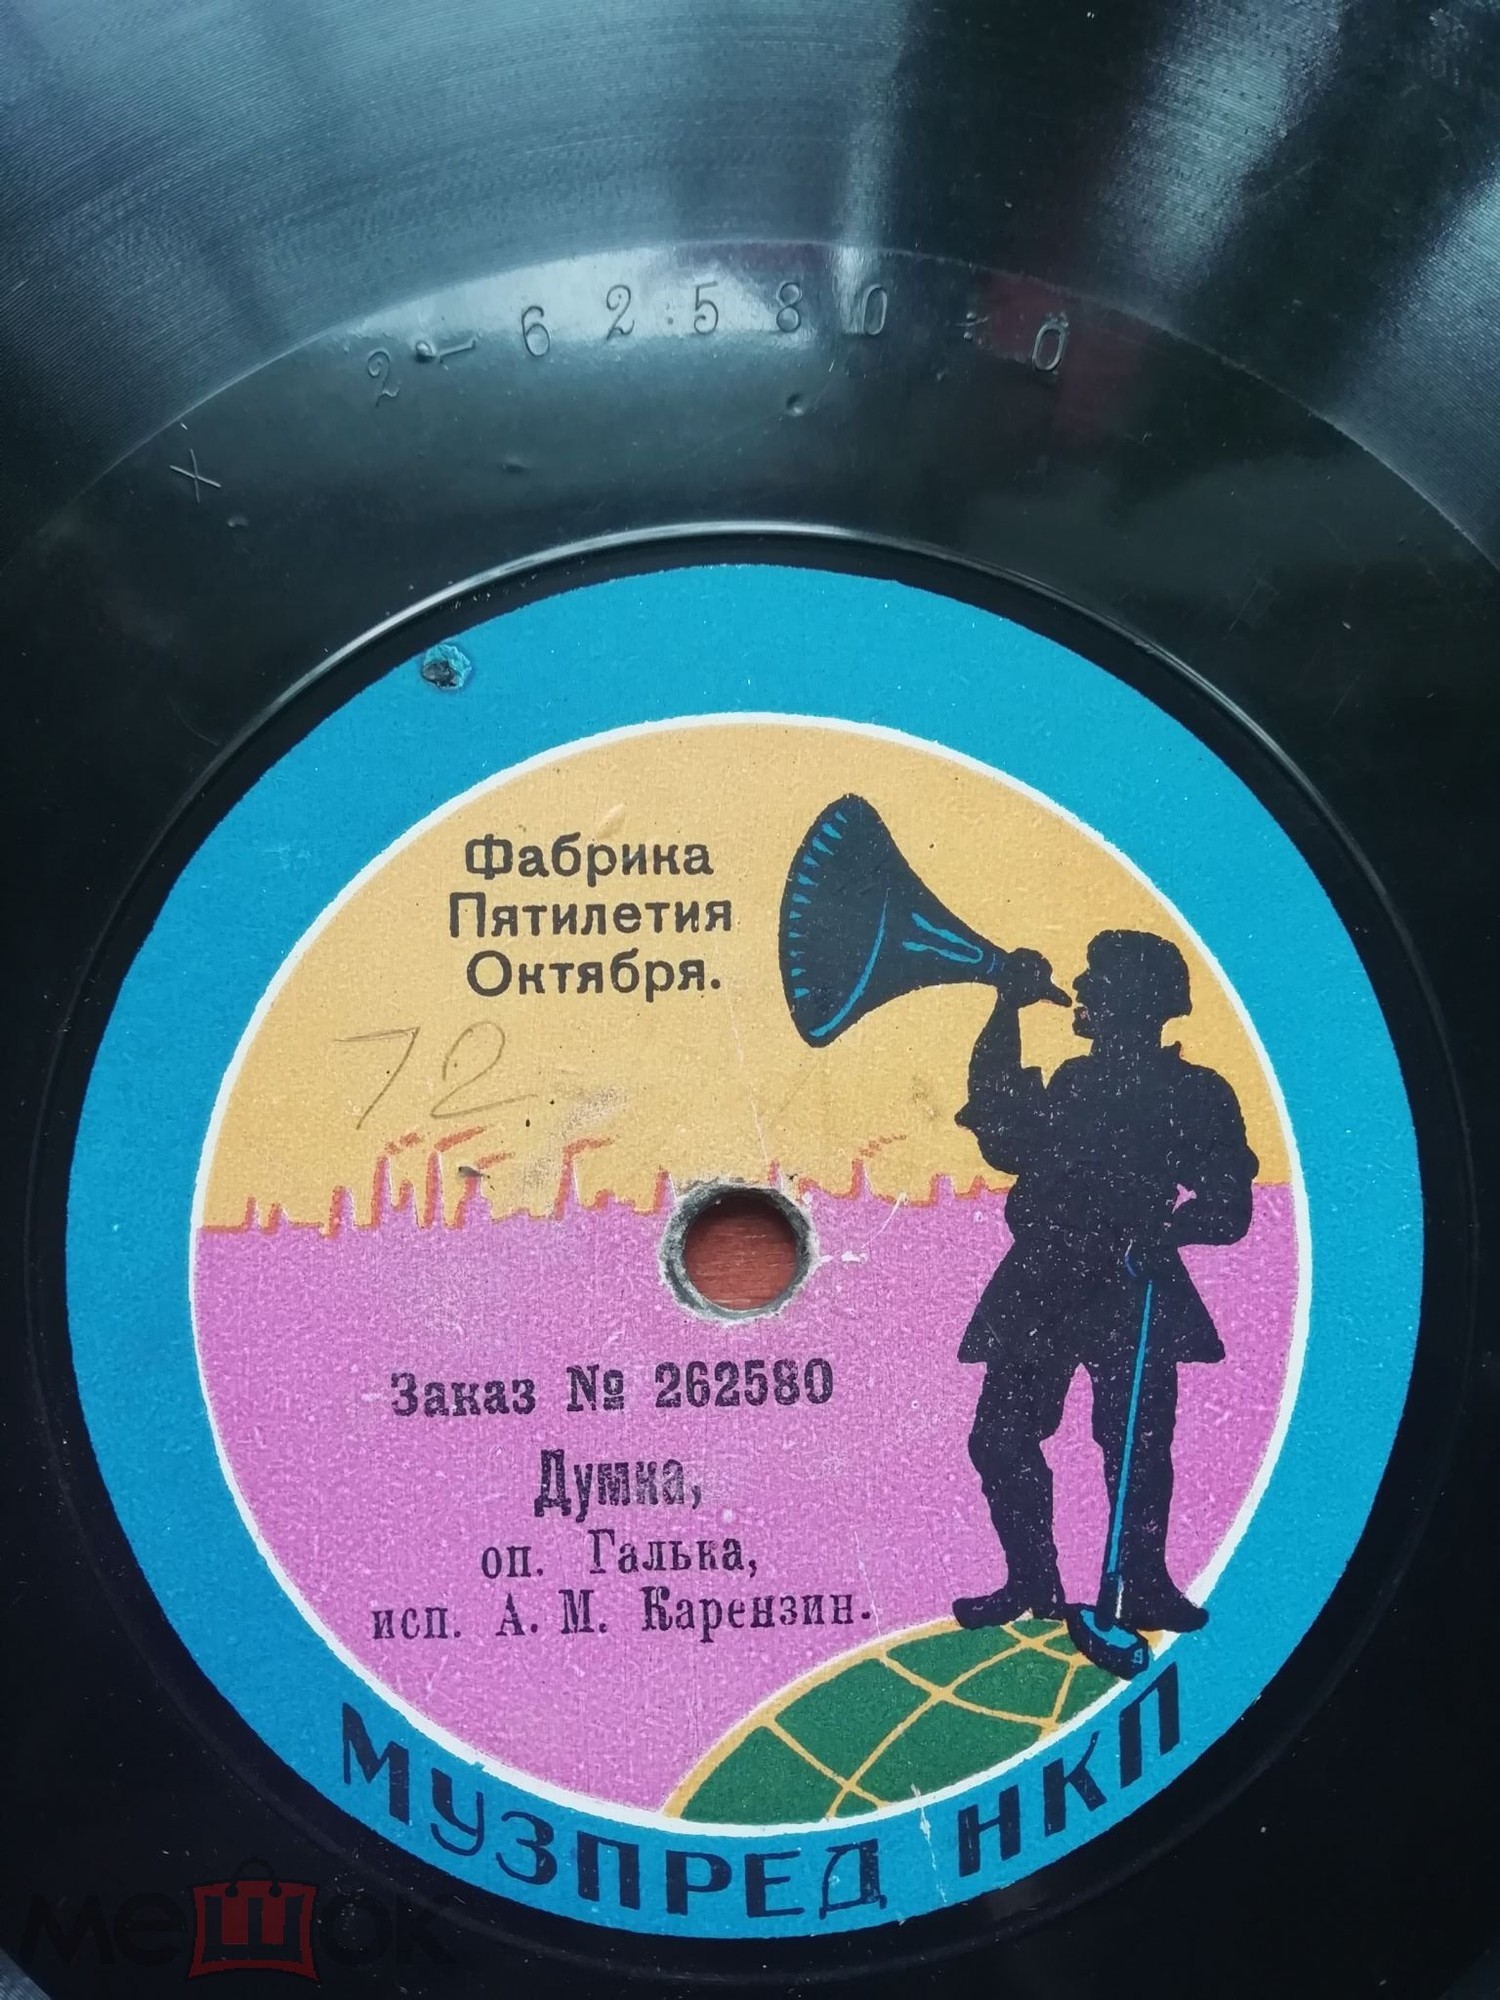 х
2-62580-0
Фабрика
Пятилетия
Октября.
72
Заказ № 262580
Думка,
оп. Галька,
исп. А. М. Карензин.
МУЗПРЕД НКП
мешок